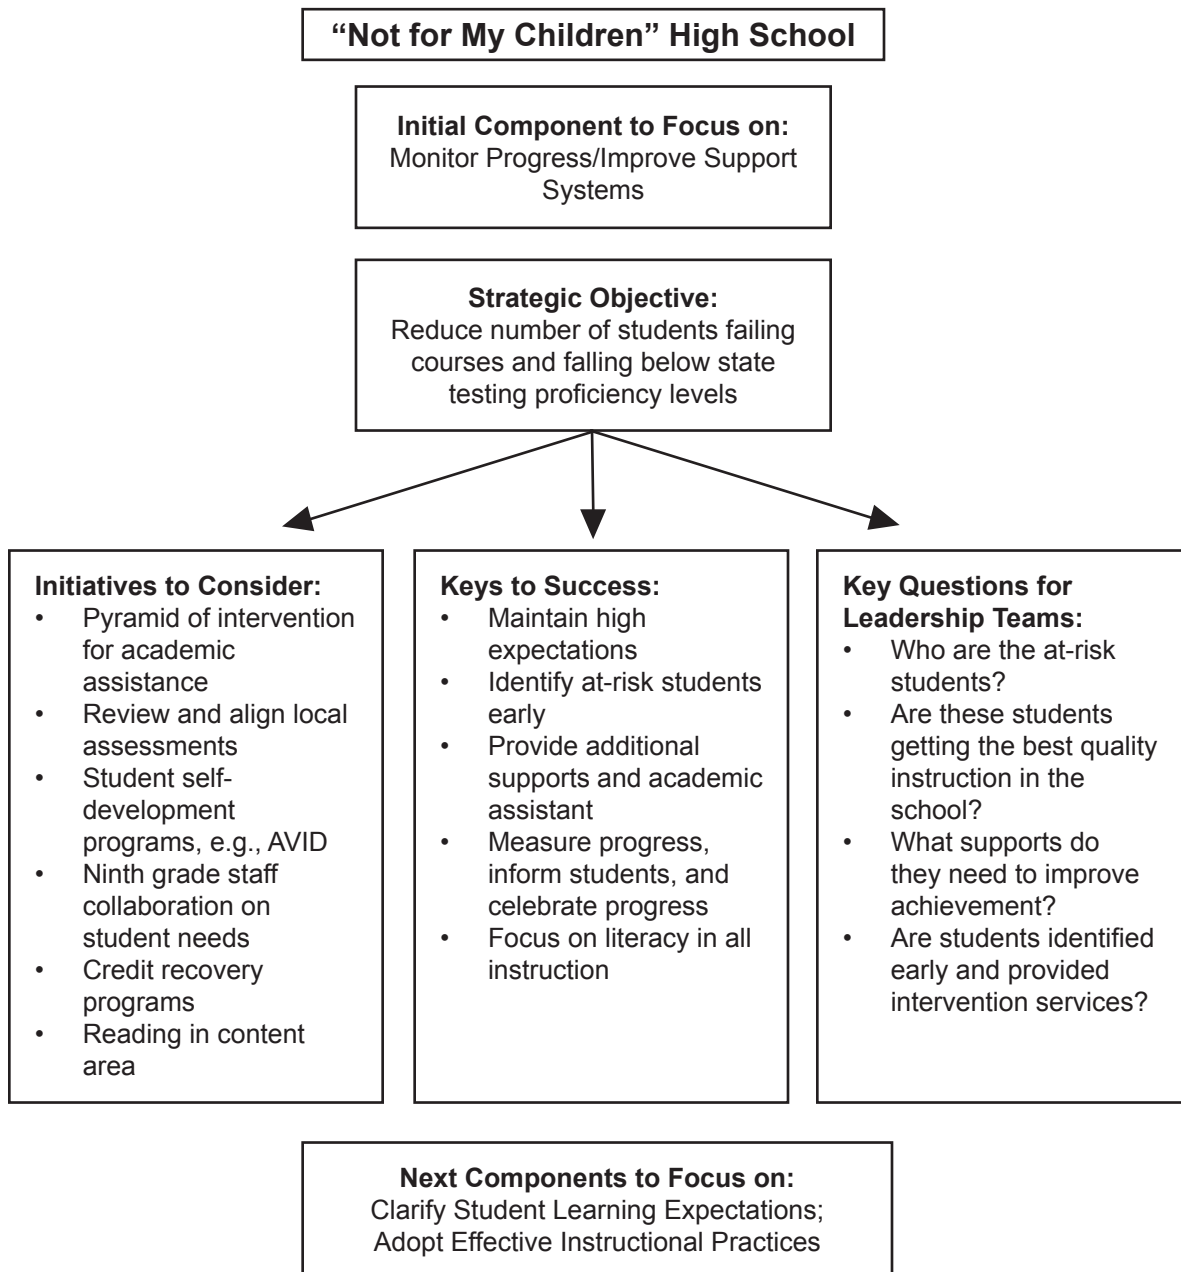 “Not for My Children” High School
Initial Component to Focus on:
Monitor Progress/Improve Support
Systems
Strategic Objective:
Reduce number of students failing
courses and falling below state
testing proficiency levels
Initiatives to Consider:
• Pyramid of intervention
for academic
assistance
• Review and align local
assessments
• Student self-
development
programs, e.g., AVID
• Ninth grade staff
collaboration on
student needs
• Credit recovery
programs
• Reading in content
area
Keys to Success:
• Maintain high
expectations
• Identify at-risk students
early
• Provide additional
supports and academic
assistant
• Measure progress,
inform students, and
celebrate progress
• Focus on literacy in all
instruction
Key Questions for
Leadership Teams:
• Who are the at-risk
students?
• Are these students
getting the best quality
instruction in the
school?
• What supports do
they need to improve
achievement?
• Are students identified
early and provided
intervention services?
Next Components to Focus on:
Clarify Student Learning Expectations;
Adopt Effective Instructional Practices